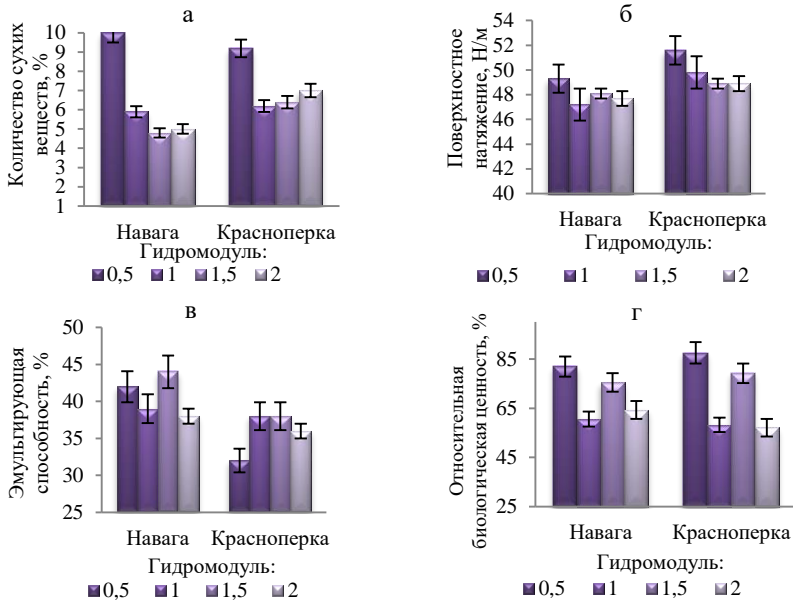 а
Количество сухих
веществ, %
10
9
8
7
6
5
4
3
2
1
Навага Красноперка
Гидромодуль:
0,5 1 1,5 2
б
Поверхностное
натяжение, Н/м
54
52
50
48
46
44
42
40
Навага Красноперка
Гидромодуль:
0,5 1 1,5 2
в
Эмульгирующая
способность, %
50
45
40
35
30
25
Навага Красноперка
Гидромодуль:
0,5 1 1,5 2
г
Относительная
биологическая ценность, %
85
65
45
25
Навага Красноперка
Гидромодуль:
0,5 1 1,5 2